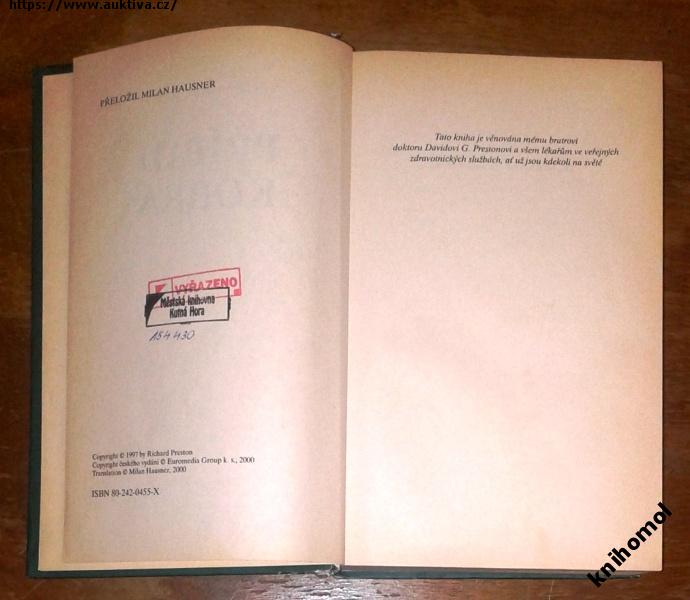 https://www.auktiva.cz/
PŘELOŽIL MILAN HAUSNER
VYŘAZENO
Městská knihovna
Kutná Hora
154 430
Copyright © 1997 by Richard Preston
Copyright českého vydání © Euromedia Group k. s., 2000
Translation © Milan Hausner, 2000
ISBN 80-242-0455-X
Tato kniha je věnována mému bratrovi
doktoru Davidovi G. Prestonovi a všem lékařům ve veřejných
zdravotnických službách, ať už jsou kdekoli na světě
knihomol